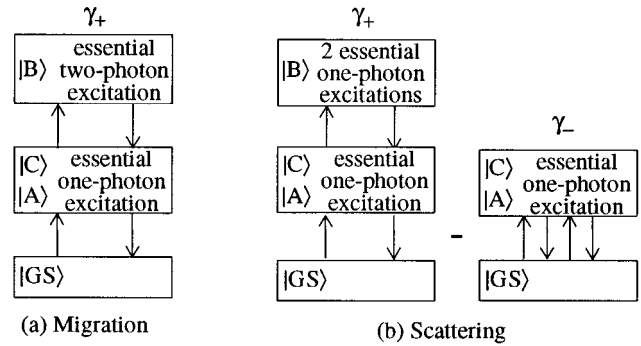 γ+
|B⟩ essential
two-photon
excitation
|C⟩ essential
|A⟩ one-photon
excitation
|GS⟩
(a) Migration
γ+
|B⟩ 2 essential
one-photon
excitations
|C⟩ essential
|A⟩ one-photon
excitation
|GS⟩
-
γ−
|C⟩ essential
|A⟩ one-photon
excitation
|GS⟩
(b) Scattering